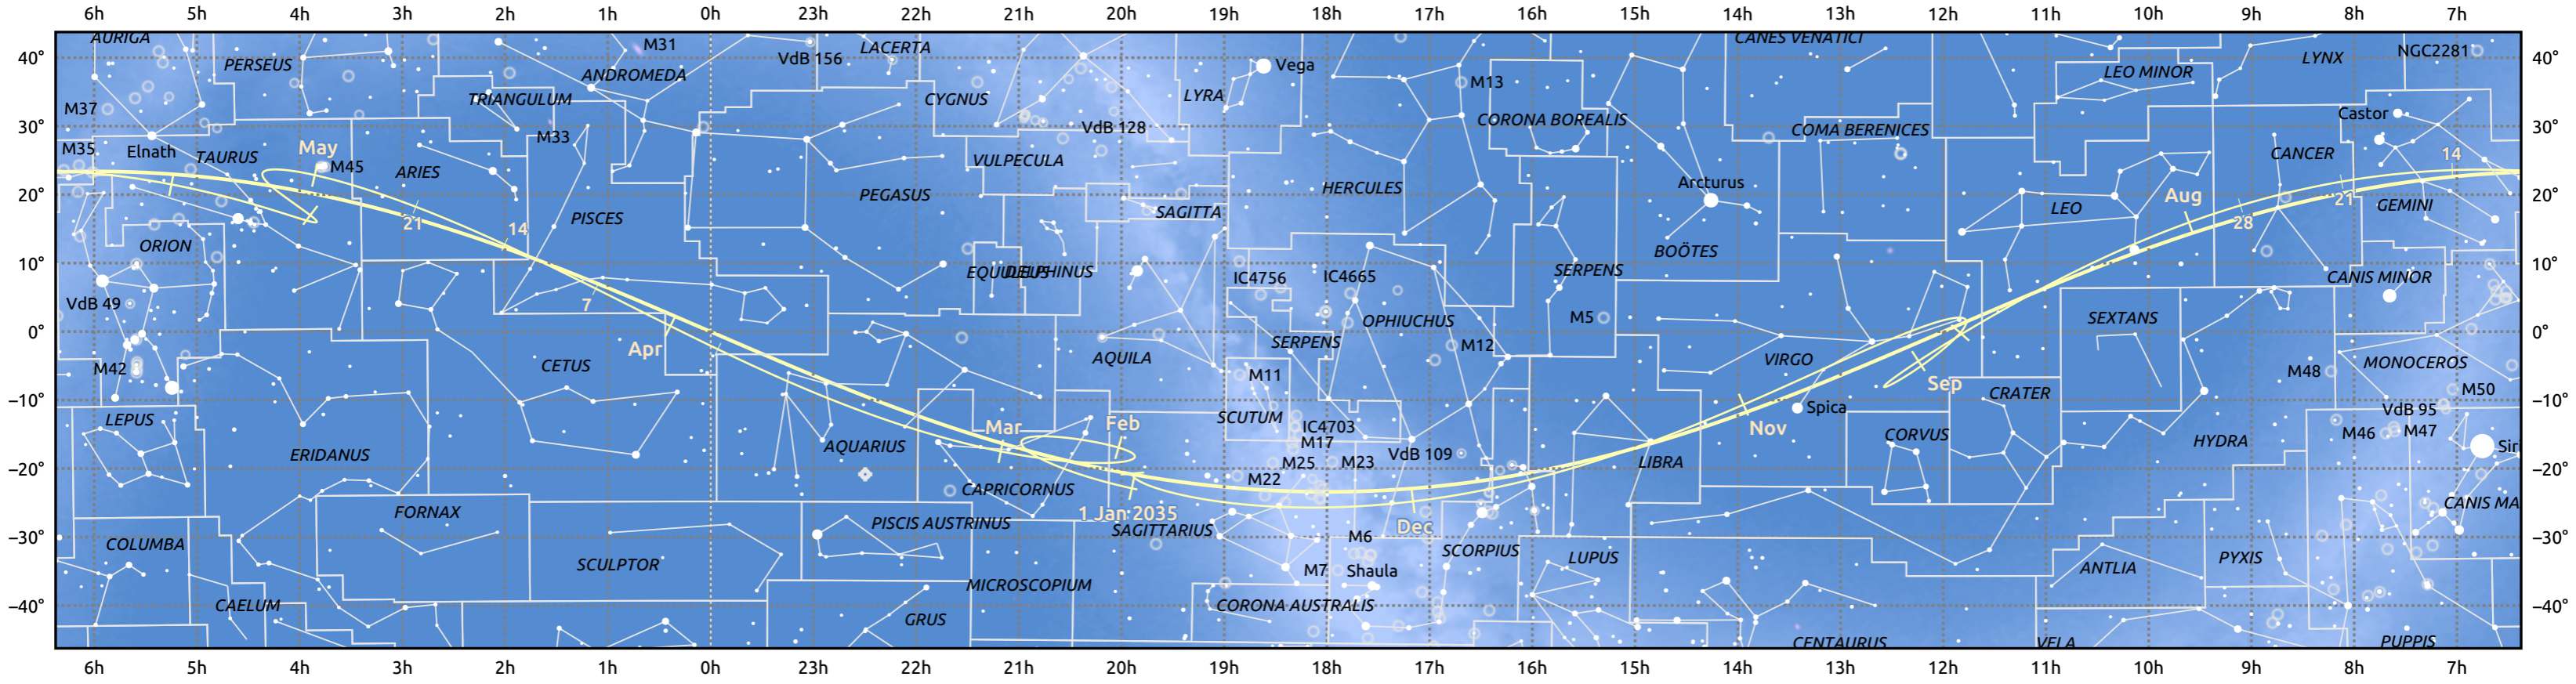 6h 5h 4h 3h 2h 1h 0h 23h 22h 21h 20h 19h 18h 17h 16h 15h 14h 13h 12h 11h 10h 9h 8h 7h
AURIGA M31 LACERTA CANES VENATICI
40° PERSEUS ANDROMEDA VdB 156 Vega LEO MINOR LYNX NGC2281 40°
M37 TRIANGULUM CYGNUS LYRA M13
30° M33 VdB 128 CORONA BOREALIS COMA BERENICES Castor 30°
M35 Elnath TAURUS May M45 ARIES VULPECULA CANCER 14
20° PEGASUS HERCULES Arcturus Aug 21 20°
21 14 PISCES SAGITTA LEO 28 GEMINI
ORION BOÖTES
10° EQUULEUS DELPHINUS IC4756 IC4665 SERPENS CANIS MINOR 10°
VdB 49 7 M5 SEXTANS
0° Apr OPHIUCHUS 0°
M42 CETUS AQUILA SERPENS M12 VIRGO MONOCEROS
M11 Sep CRATER M48 M50
−10° −10°
LEPUS SCUTUM Spica VdB 95
ERIDANUS AQUARIUS Mar Feb IC4703 Nov CORVUS HYDRA M46 M47
M17 VdB 109 Siri
−20° M25 M23 LIBRA −20°
CAPRICORNUS M22
FORNAX PISCIS AUSTRINUS 1 Jan 2035 Dec CANIS MA
−30° SAGITTARIUS −30°
COLUMBA M6 SCORPIUS LUPUS PYXIS
SCULPTOR M7 Shaula ANTLIA
MICROSCOPIUM
−40° CAELUM GRUS CORONA AUSTRALIS −40°
CENTAURUS VELA PUPPIS
6h 5h 4h 3h 2h 1h 0h 23h 22h 21h 20h 19h 18h 17h 16h 15h 14h 13h 12h 11h 10h 9h 8h 7h